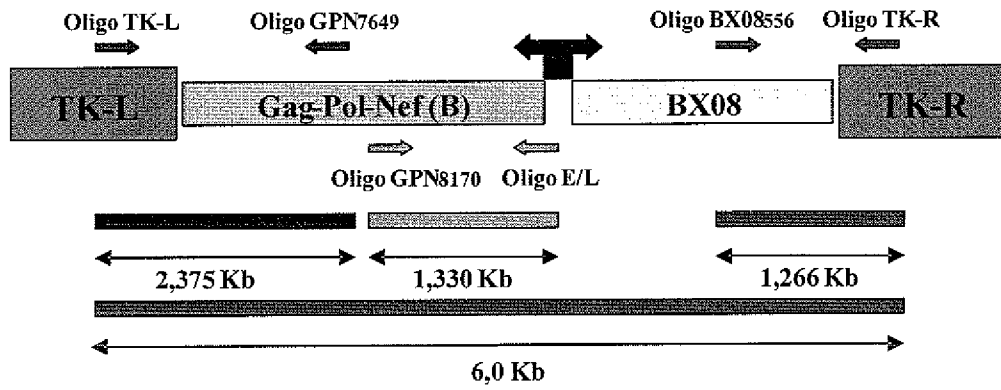 Oligo TK-L
Oligo GPN7649
Oligo BX08556
Oligo TK-R
TK-L
Gag-Pol-Nef (B)
BX08
TK-R
Oligo GPN8170
Oligo E/L
2,375 Kb
1,330 Kb
1,266 Kb
6,0 Kb